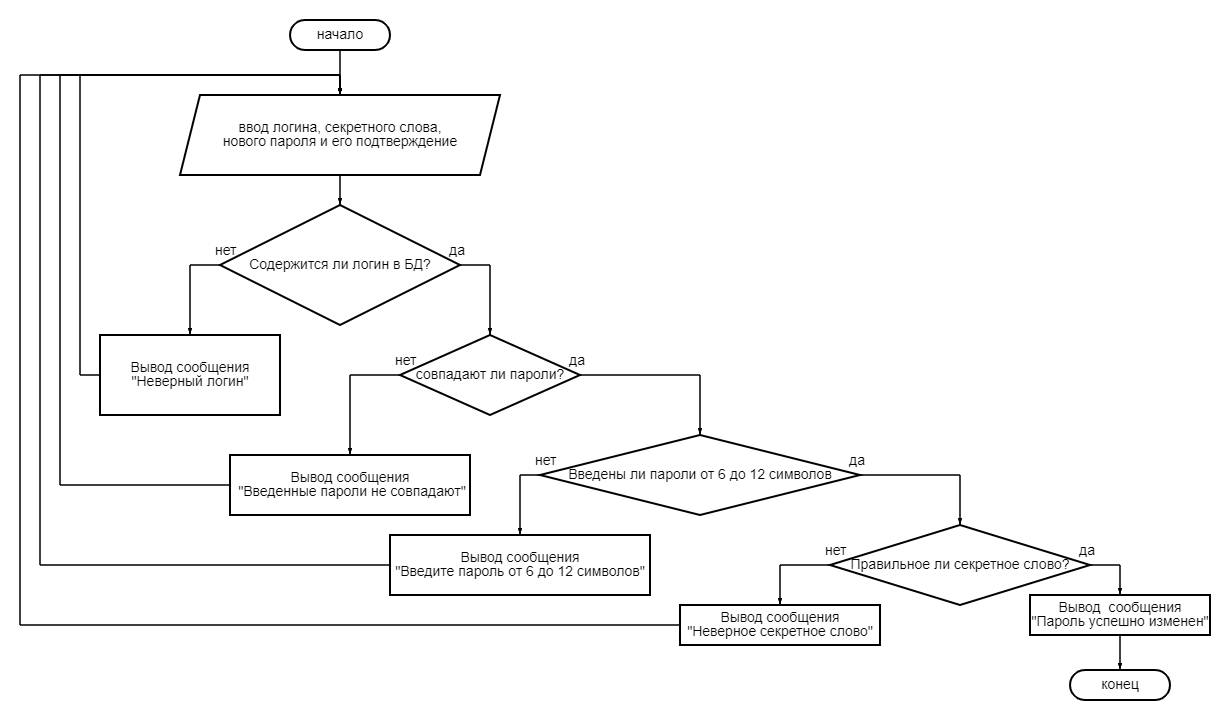 начало
ввод логина, секретного слова,
нового пароля и его подтверждение
нет
да
Содержится ли логин в БД?
Вывод сообщения
"Неверный логин"
нет
да
совпадают ли пароли?
Вывод сообщения
"Введенные пароли не совпадают"
нет
да
Введены ли пароли от 6 до 12 символов
Вывод сообщения
"Введите пароль от 6 до 12 символов"
нет
да
Правильное ли секретное слово?
Вывод сообщения
"Неверное секретное слово"
Вывод сообщения
"Пароль успешно изменен"
конец